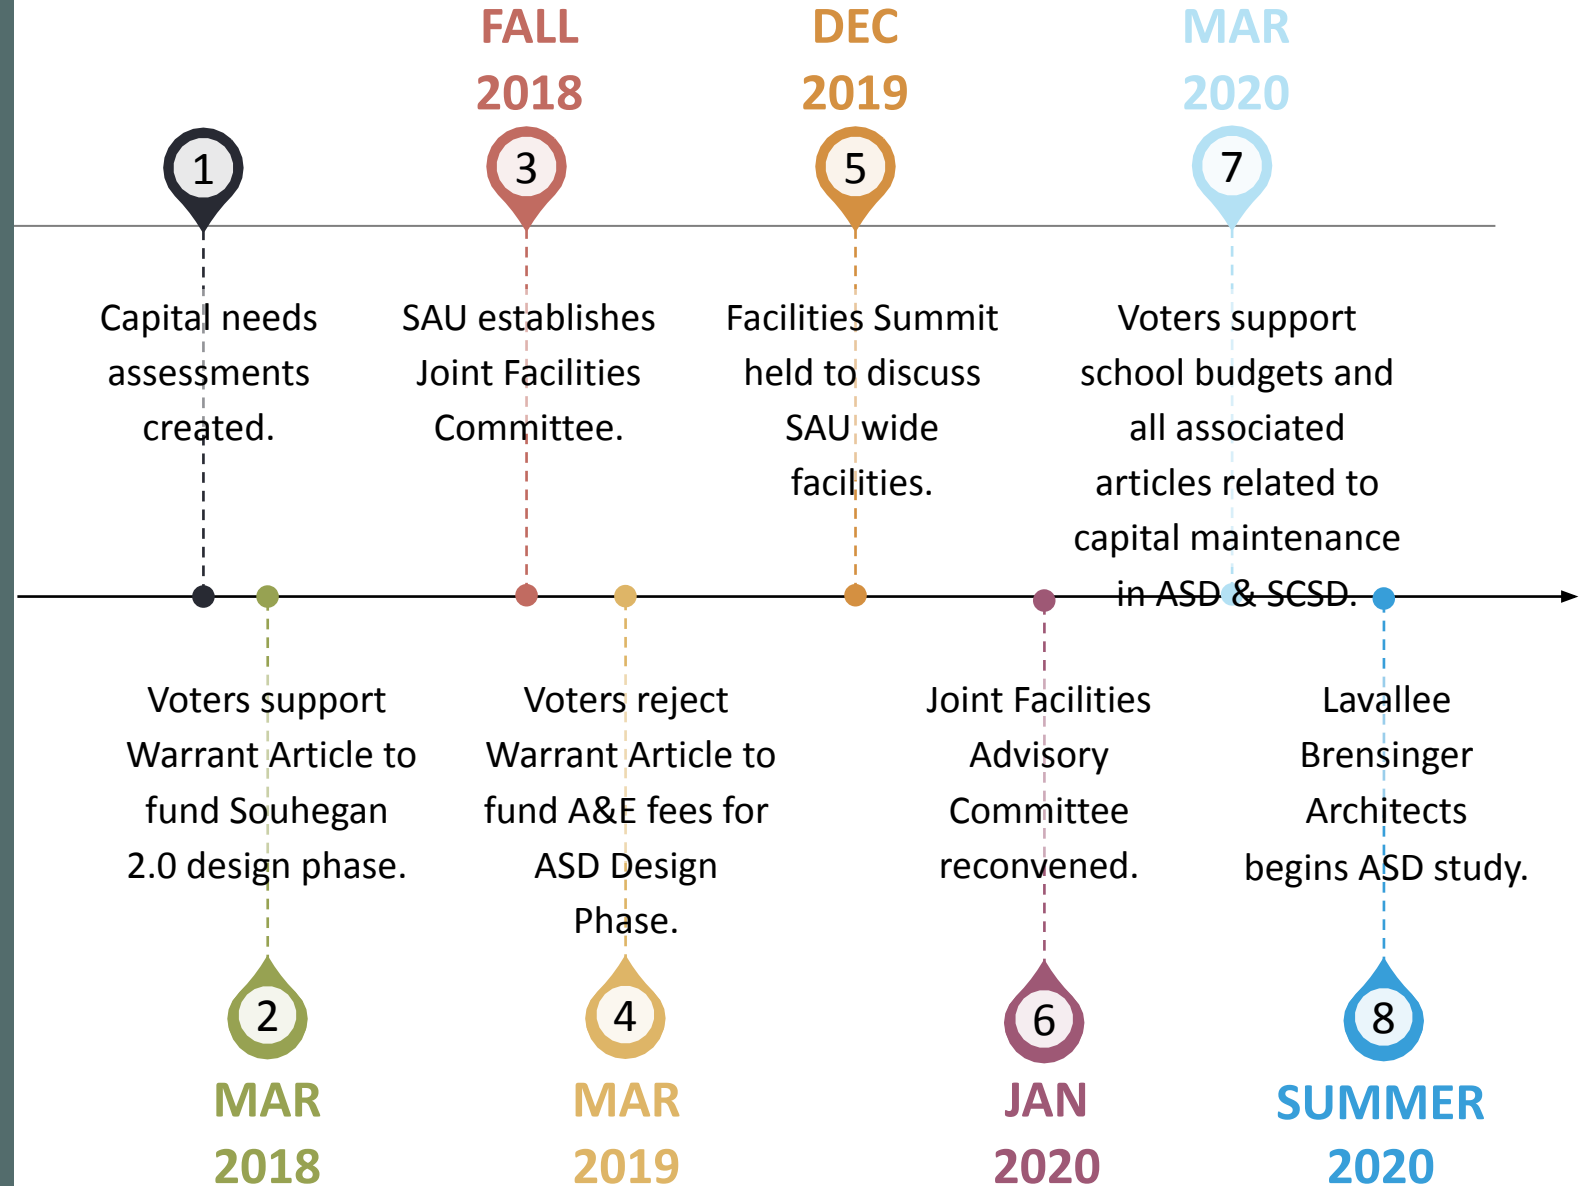 1
Capital needs
assessments
created.
2
Voters support
Warrant Article to
fund Souhegan
2.0 design phase.
MAR
2018
FALL
2018
3
SAU establishes
Joint Facilities
Committee.
4
Voters reject
Warrant Article to
fund A&E fees for
ASD Design
Phase.
MAR
2019
DEC
2019
5
Facilities Summit
held to discuss
SAU wide
facilities.
6
Joint Facilities
Advisory
Committee
reconvened.
JAN
2020
MAR
2020
7
Voters support
school budgets and
all associated
articles related to
capital maintenance
in ASD & SCSD.
8
Lavallee
Brensinger
Architects
begins ASD study.
SUMMER
2020